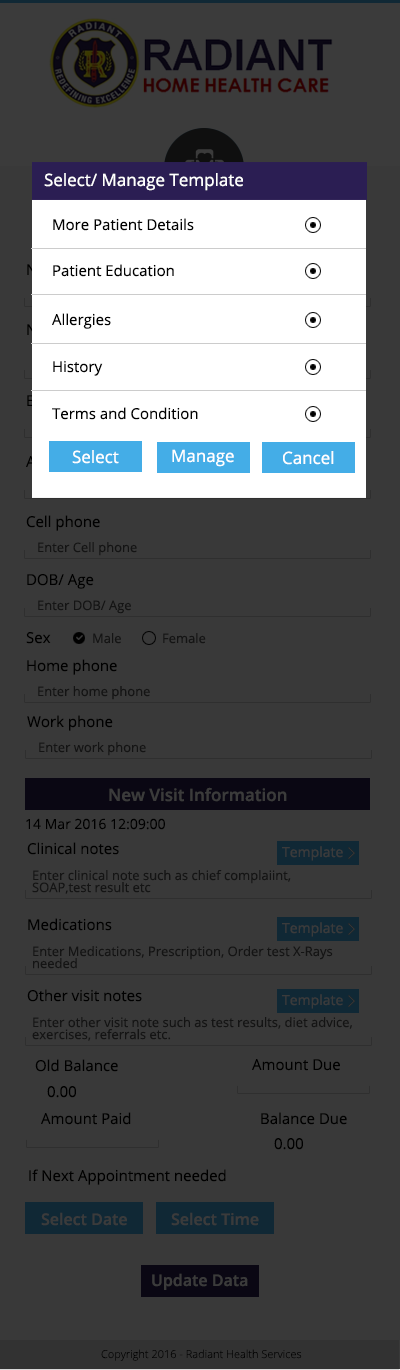 RADIANT
HOME HEALTH CARE
R
REDEFINING EXCELLENCE
Select/ Manage Template
More Patient Details
Patient Education
Allergies
History
Terms and Condition
Select Manage Cancel
N
N
E
A
Cell phone
Enter Cell phone
DOB/ Age
Enter DOB/ Age
Sex Male Female
Home phone
Enter home phone
Work phone
Enter work phone
New Visit Information
14 Mar 2016 12:09:00
Clinical notes Template >
Enter clinical note such as chief complaiint,
SOAP,test result etc
Medications Template >
Enter Medications, Prescription, Order test X-Rays
needed
Other visit notes Template >
Enter other visit note such as test results, diet advice,
exercises, referrals etc.
Old Balance Amount Due
0.00
Amount Paid Balance Due
0.00
If Next Appointment needed
Select Date Select Time
Update Data
Copyright 2016 - Radiant Health Services